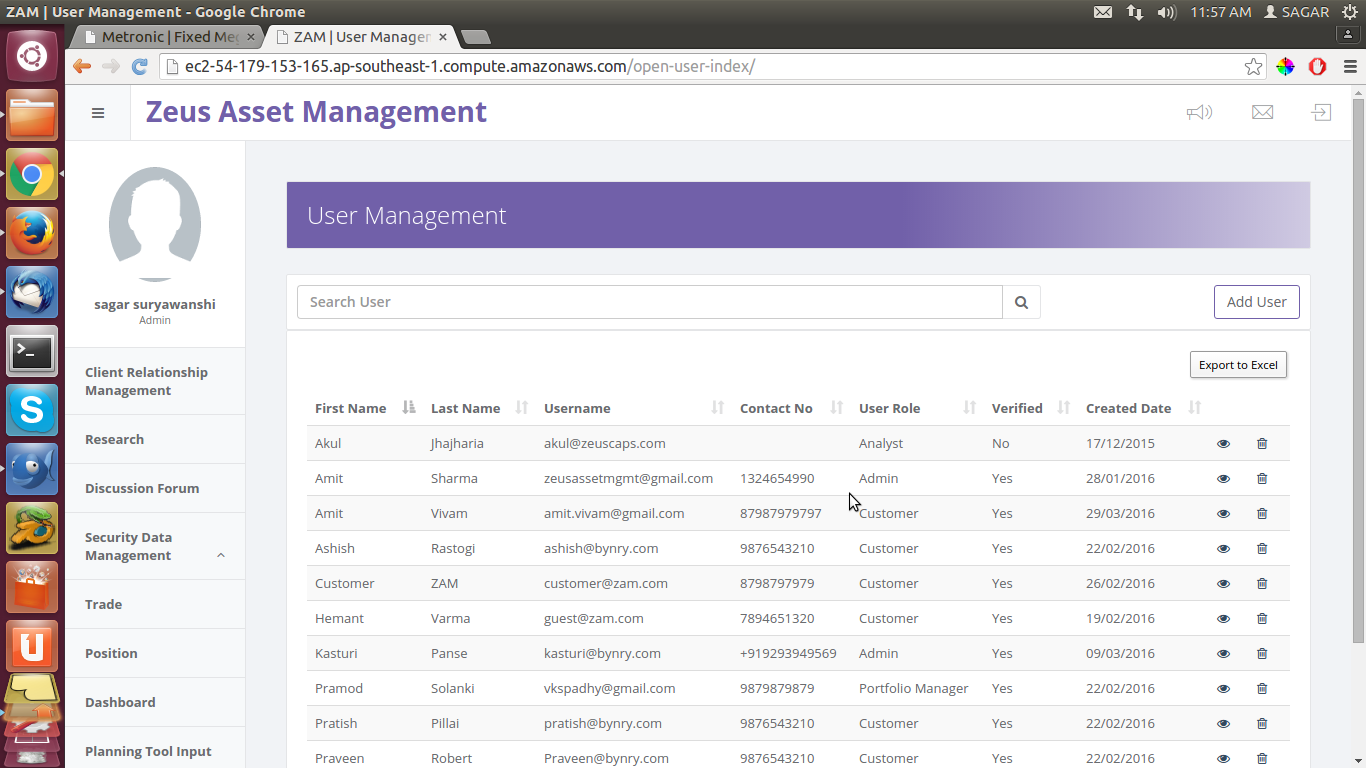 ZAM | User Management - Google Chrome
11:57 AM SAGAR
Metronic | Fixed Me
ZAM | User Manager
ec2-54-179-153-165.ap-southeast-1.compute.amazonaws.com/open-user-index/
Zeus Asset Management
sagar suryawanshi
Admin
Client Relationship
Management
Research
Discussion Forum
Security Data
Management
Trade
Position
Dashboard
Planning Tool Input
User Management
Search User
Add User
Export to Excel
First Name Last Name Username Contact No User Role Verified Created Date
Akul Jhajharia akul@zeuscaps.com Analyst No 17/12/2015
Amit Sharma zeusassetmgmt@gmail.com 1324654990 Admin Yes 28/01/2016
Amit Vivam amit.vivam@gmail.com 87987979797 Customer Yes 29/03/2016
Ashish Rastogi ashish@bynry.com 9876543210 Customer Yes 22/02/2016
Customer ZAM customer@zam.com 8798797979 Customer Yes 26/02/2016
Hemant Varma guest@zam.com 7894651320 Customer Yes 19/02/2016
Kasturi Panse kasturi@bynry.com +919293949569 Admin Yes 09/03/2016
Pramod Solanki vkspadhy@gmail.com 9879879879 Portfolio Manager Yes 22/02/2016
Pratish Pillai pratish@bynry.com 9876543210 Customer Yes 22/02/2016
Praveen Robert Praveen@bynry.com 9876543210 Customer Yes 22/02/2016